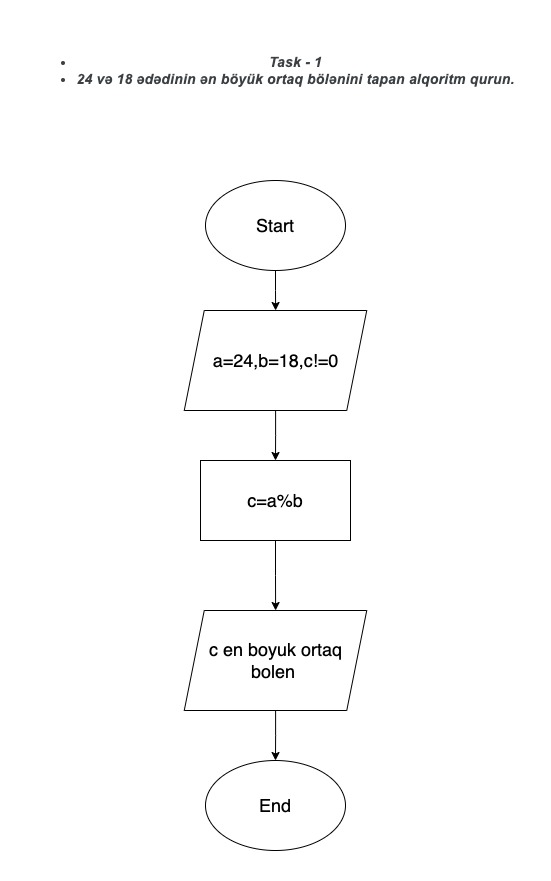 Task - 1
24 və 18 ədədinin ən böyük ortaq bölənini tapan alqoritm qurun.
Start
a=24,b=18,c!=0
c=a%b
c en boyuk ortaq
bolen
End